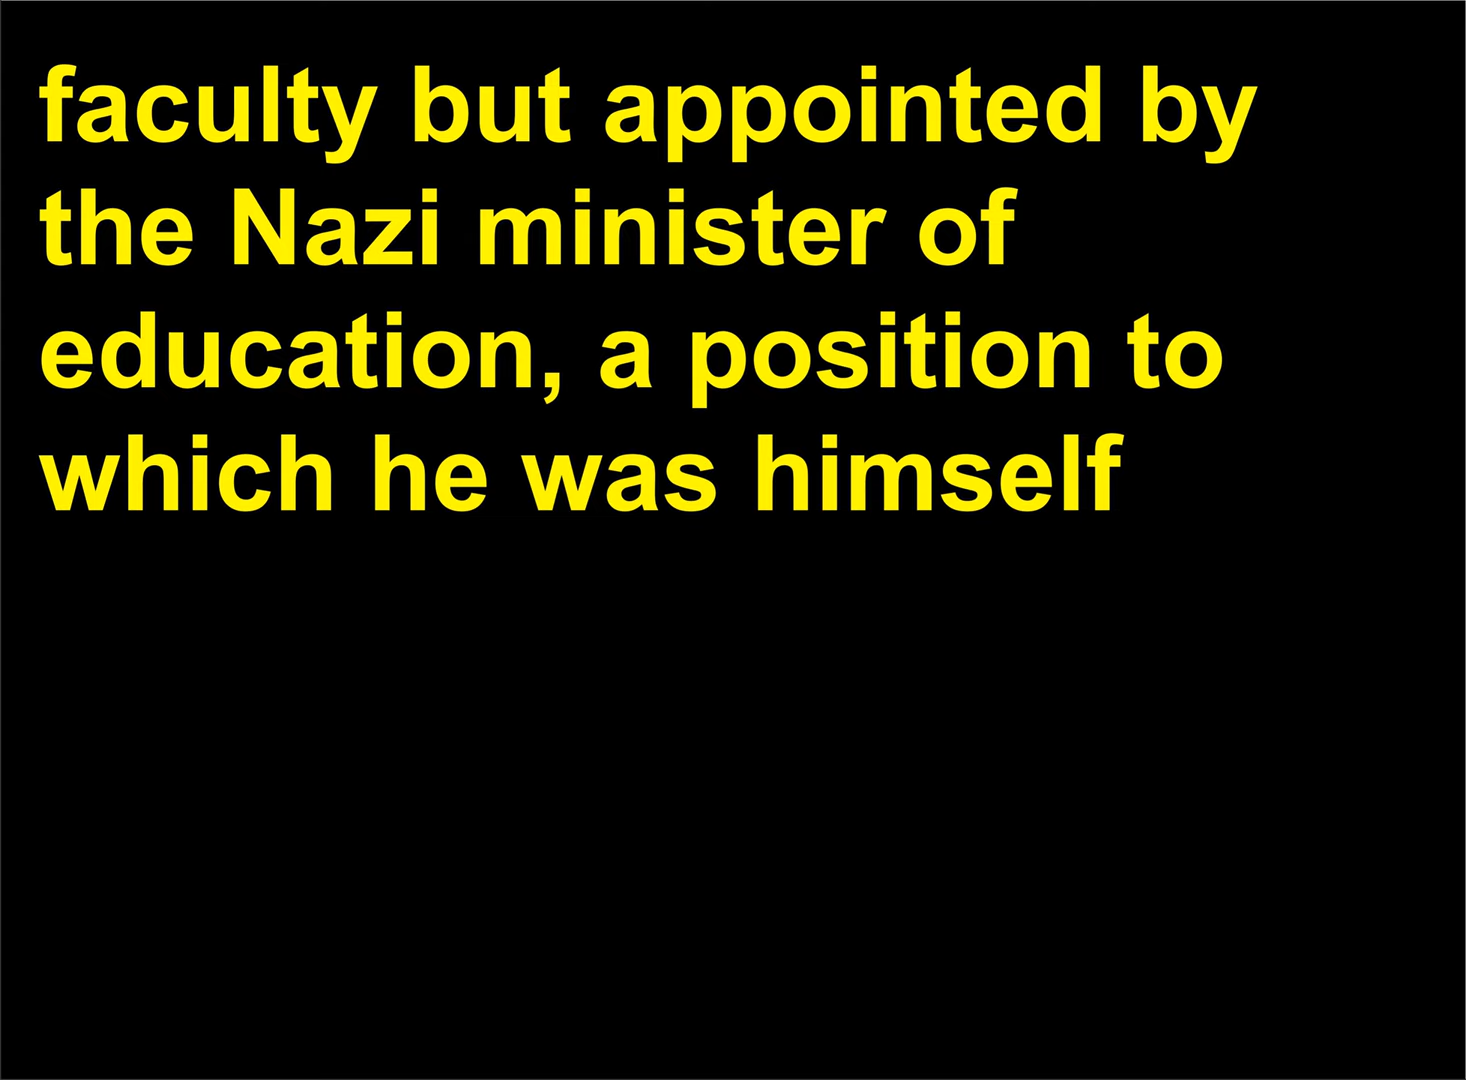 faculty but appointed by
the Nazi minister of
education, a position to
which he was himself